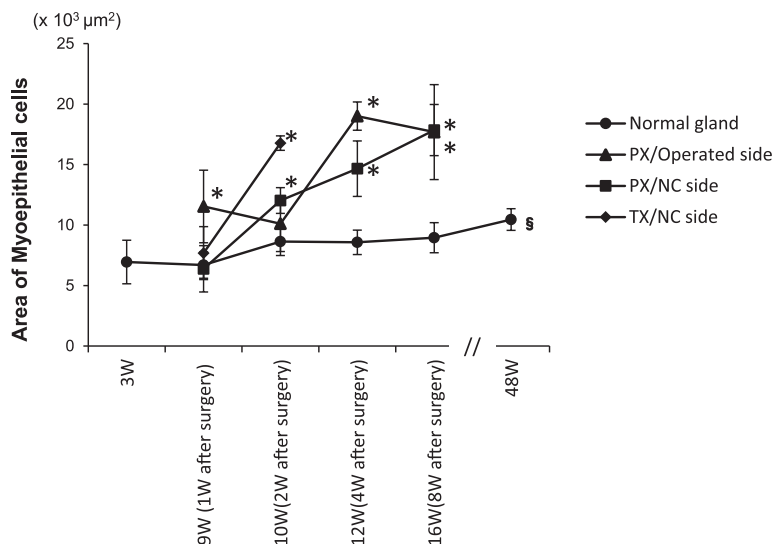 (x 10³ μm²)
Area of Myoepithelial cells
25
20
15
10
5
0
*
*
*
*
*
*
*
§
//
3W
9W (1W after surgery)
10W(2W after surgery)
12W(4W after surgery)
16W(8W after surgery)
48W
Normal gland
PX/Operated side
PX/NC side
TX/NC side